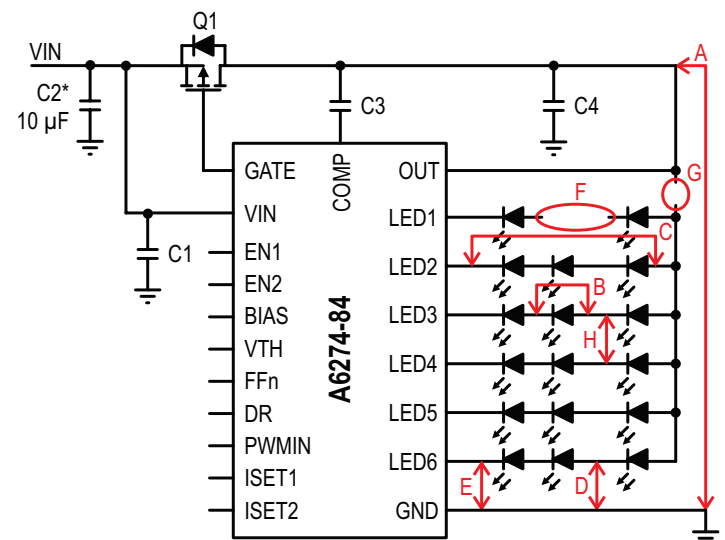 Q1
VIN
A
C2*
10 µF
C3
C4
GATE
COMP
OUT
G
VIN
LED1
F
C1
EN1
C
EN2
LED2
BIAS
LED3
B
VTH
A6274-84
H
FFn
LED4
DR
LED5
PWMIN
LED6
ISET1
E
D
ISET2
GND